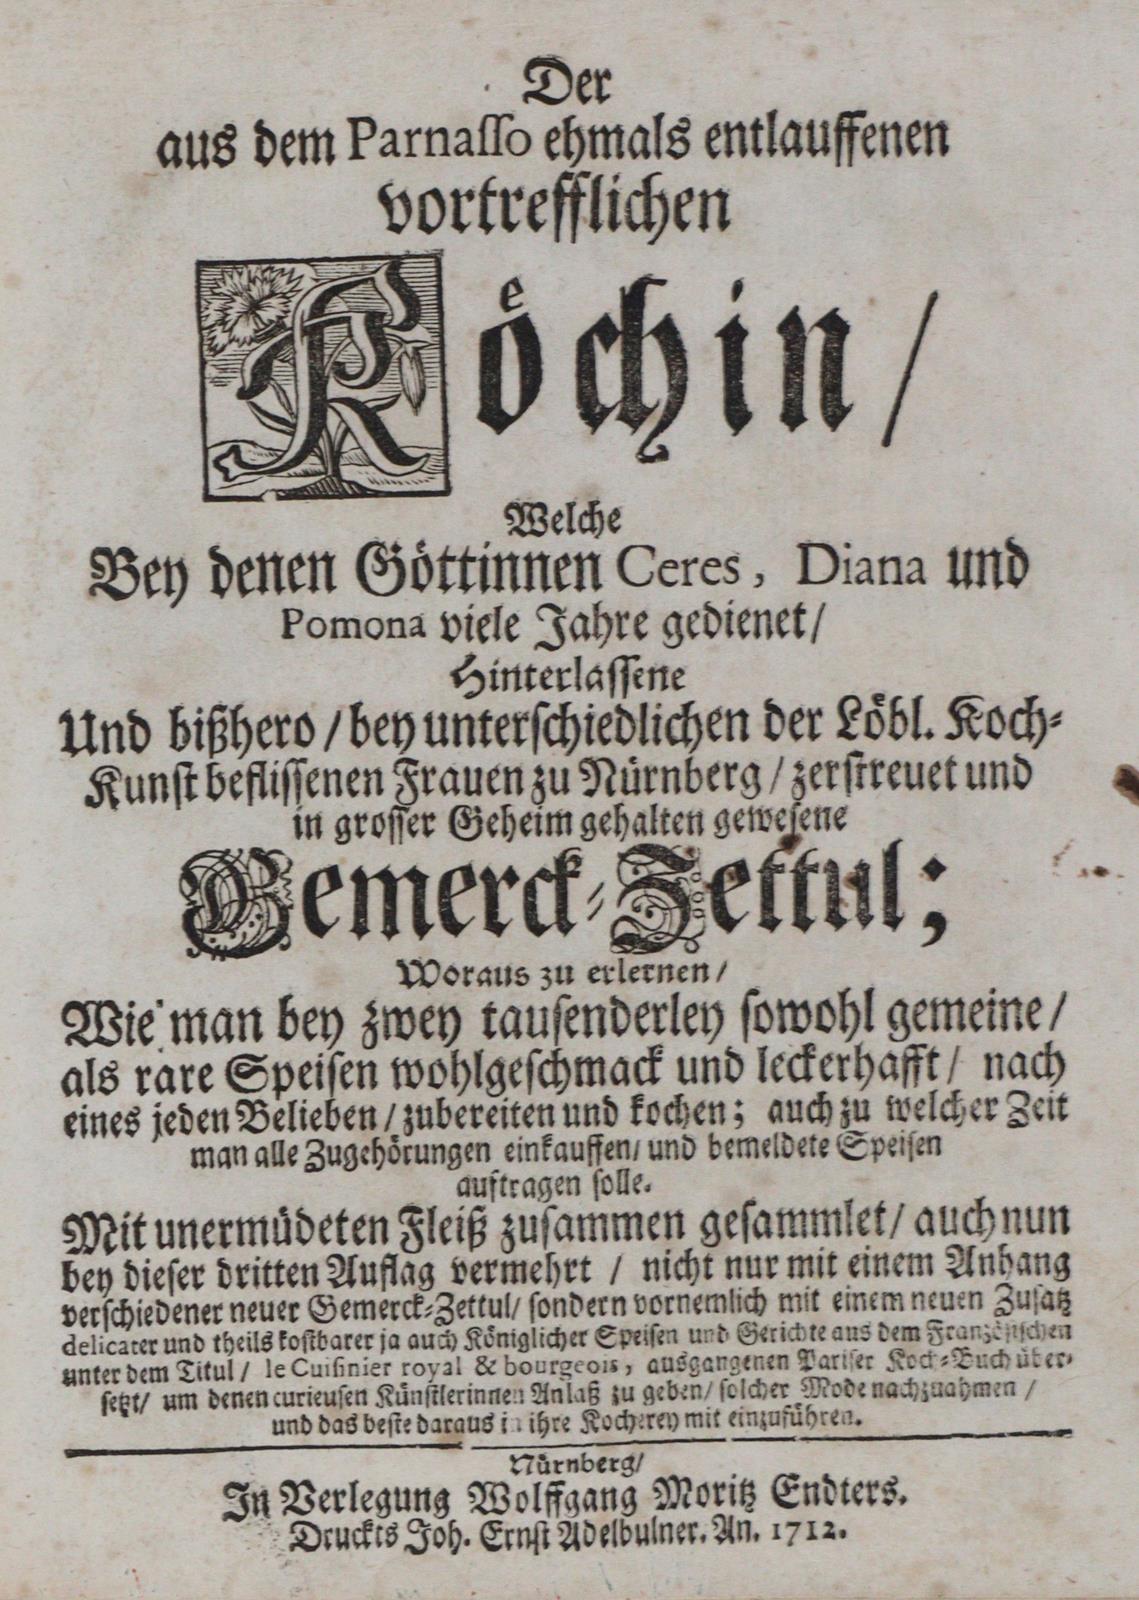 Der
aus dem Parnasso ehmals entlauffenen
vortrefflichen
Koͤchin/
Welche
Bey denen Göttinnen Ceres, Diana und
Pomona viele Jahre gedienet/
Hinterlassene
Und bißhero/bey unterschiedlichen der Löbl. Koch-
Kunst beflissenen Frauen zu Nürnberg/zerstreuet und
in grosser Geheim gehalten gewesene
Gemerck-Zettul;
Woraus zu erlernen/
Wie man bey zwey tausenderley sowohl gemeine/
als rare Speisen wohlgeschmack und leckerhafft/ nach
eines jeden Belieben/zubereiten und kochen; auch zu welcher Zeit
man alle Zugehörungen einkauffen/ und bemeldete Speisen
auftragen solle.
Mit unermüdeten Fleiß zusammen gesammlet/ auch nun
bey dieser dritten Auflag vermehrt / nicht nur mit einem Anhang
verschiedener neuer Gemerck-Zettul/ sondern vornemlich mit einem neuen Zusatz
delicater und theils kostbarer ja auch Königlicher Speisen und Gerichte aus dem Französischen
unter dem Titul/ le Cuisinier royal & bourgeois, ausgangenen Pariser Koch-Buch über-
setzt/ um denen curieusen Künstlerinnen Anlaß zu geben/ solcher Mode nachzuahmen /
und das beste daraus in ihre Kocherey mit einzuführen.
Nürnberg/
In Verlegung Wolffgang Moritz Endters.
Druckts Joh. Ernst Adelbulner. An. 1712.